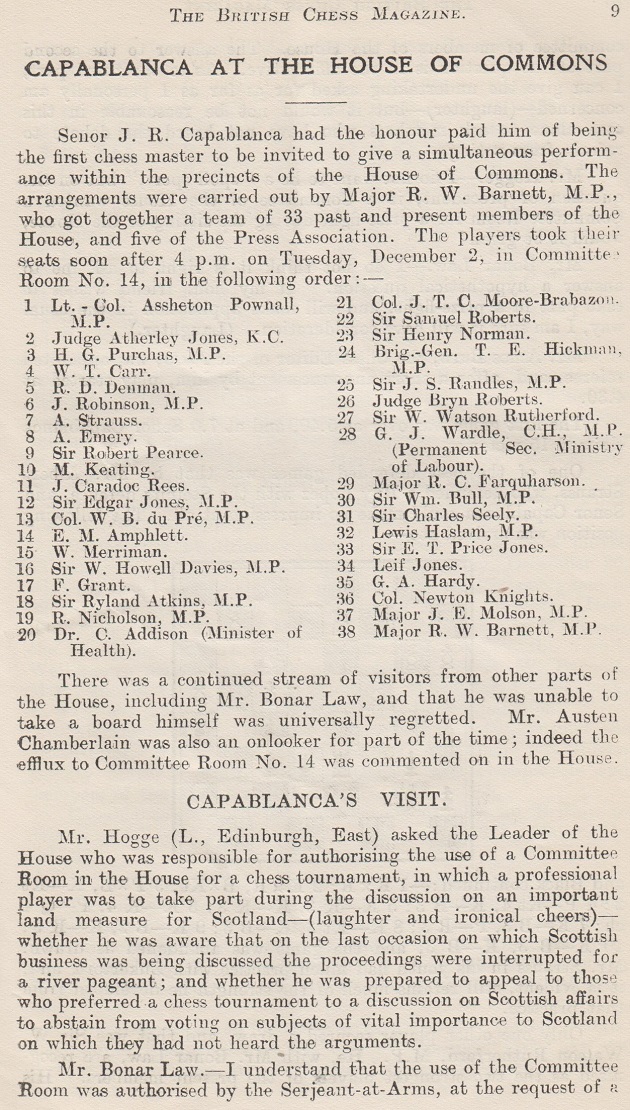 THE BRITISH CHESS MAGAZINE. 9
CAPABLANCA AT THE HOUSE OF COMMONS
Senor J. R. Capablanca had the honour paid him of being
the first chess master to be invited to give a simultaneous perform-
ance within the precincts of the House of Commons. The
arrangements were carried out by Major R. W. Barnett, M.P.,
who got together a team of 33 past and present members of the
House, and five of the Press Association. The players took their
seats soon after 4 p.m. on Tuesday, December 2, in Committe
Room No. 14, in the following order:—
1 Lt.-Col. Assheton Pownall,
M.P.
2 Judge Atherley Jones, K.C.
3 H. G. Purchas, M.P.
4 W. T. Carr.
5 R. D. Denman.
6 J. Robinson, M.P.
7 A. Strauss.
8 A. Emery.
9 Sir Robert Pearce.
10 M. Keating.
11 J. Caradoc Rees.
12 Sir Edgar Jones, M.P.
13 Col. W. B. du Pré, M.P.
14 E. M. Amphlett.
15 W. Merriman.
16 Sir W. Howell Davies, M.P.
17 F. Grant.
18 Sir Ryland Atkins, M.P.
19 R. Nicholson, M.P.
20 Dr. C. Addison (Minister of
Health).
21 Col. J. T. C. Moore-Brabazon.
22 Sir Samuel Roberts.
23 Sir Henry Norman.
24 Brig.-Gen. T. E. Hickman,
M.P.
25 Sir J. S. Randles, M.P.
26 Judge Bryn Roberts.
27 Sir W. Watson Rutherford.
28 G. J. Wardle, C.H., M.P.
(Permanent Sec. Ministry
of Labour).
29 Major R. C. Farquharson.
30 Sir Wm. Bull, M.P.
31 Sir Charles Seely.
32 Lewis Haslam, M.P.
33 Sir E. T. Price Jones.
34 Leif Jones.
35 G. A. Hardy.
36 Col. Newton Knights.
37 Major J. E. Molson, M.P.
38 Major R. W. Barnett, M.P.
There was a continued stream of visitors from other parts of
the House, including Mr. Bonar Law, and that he was unable to
take a board himself was universally regretted. Mr. Austen
Chamberlain was also an onlooker for part of the time; indeed the
efflux to Committee Room No. 14 was commented on in the House.
CAPABLANCA'S VISIT.
Mr. Hogge (L., Edinburgh, East) asked the Leader of the
House who was responsible for authorising the use of a Committee
Room in the House for a chess tournament, in which a professional
player was to take part during the discussion on an important
land measure for Scotland—(laughter and ironical cheers)—
whether he was aware that on the last occasion on which Scottish
business was being discussed the proceedings were interrupted for
a river pageant; and whether he was prepared to appeal to those
who preferred a chess tournament to a discussion on Scottish affairs
to abstain from voting on subjects of vital importance to Scotland
on which they had not heard the arguments.
Mr. Bonar Law.—I understand that the use of the Committee
Room was authorised by the Serjeant-at-Arms, at the request of a